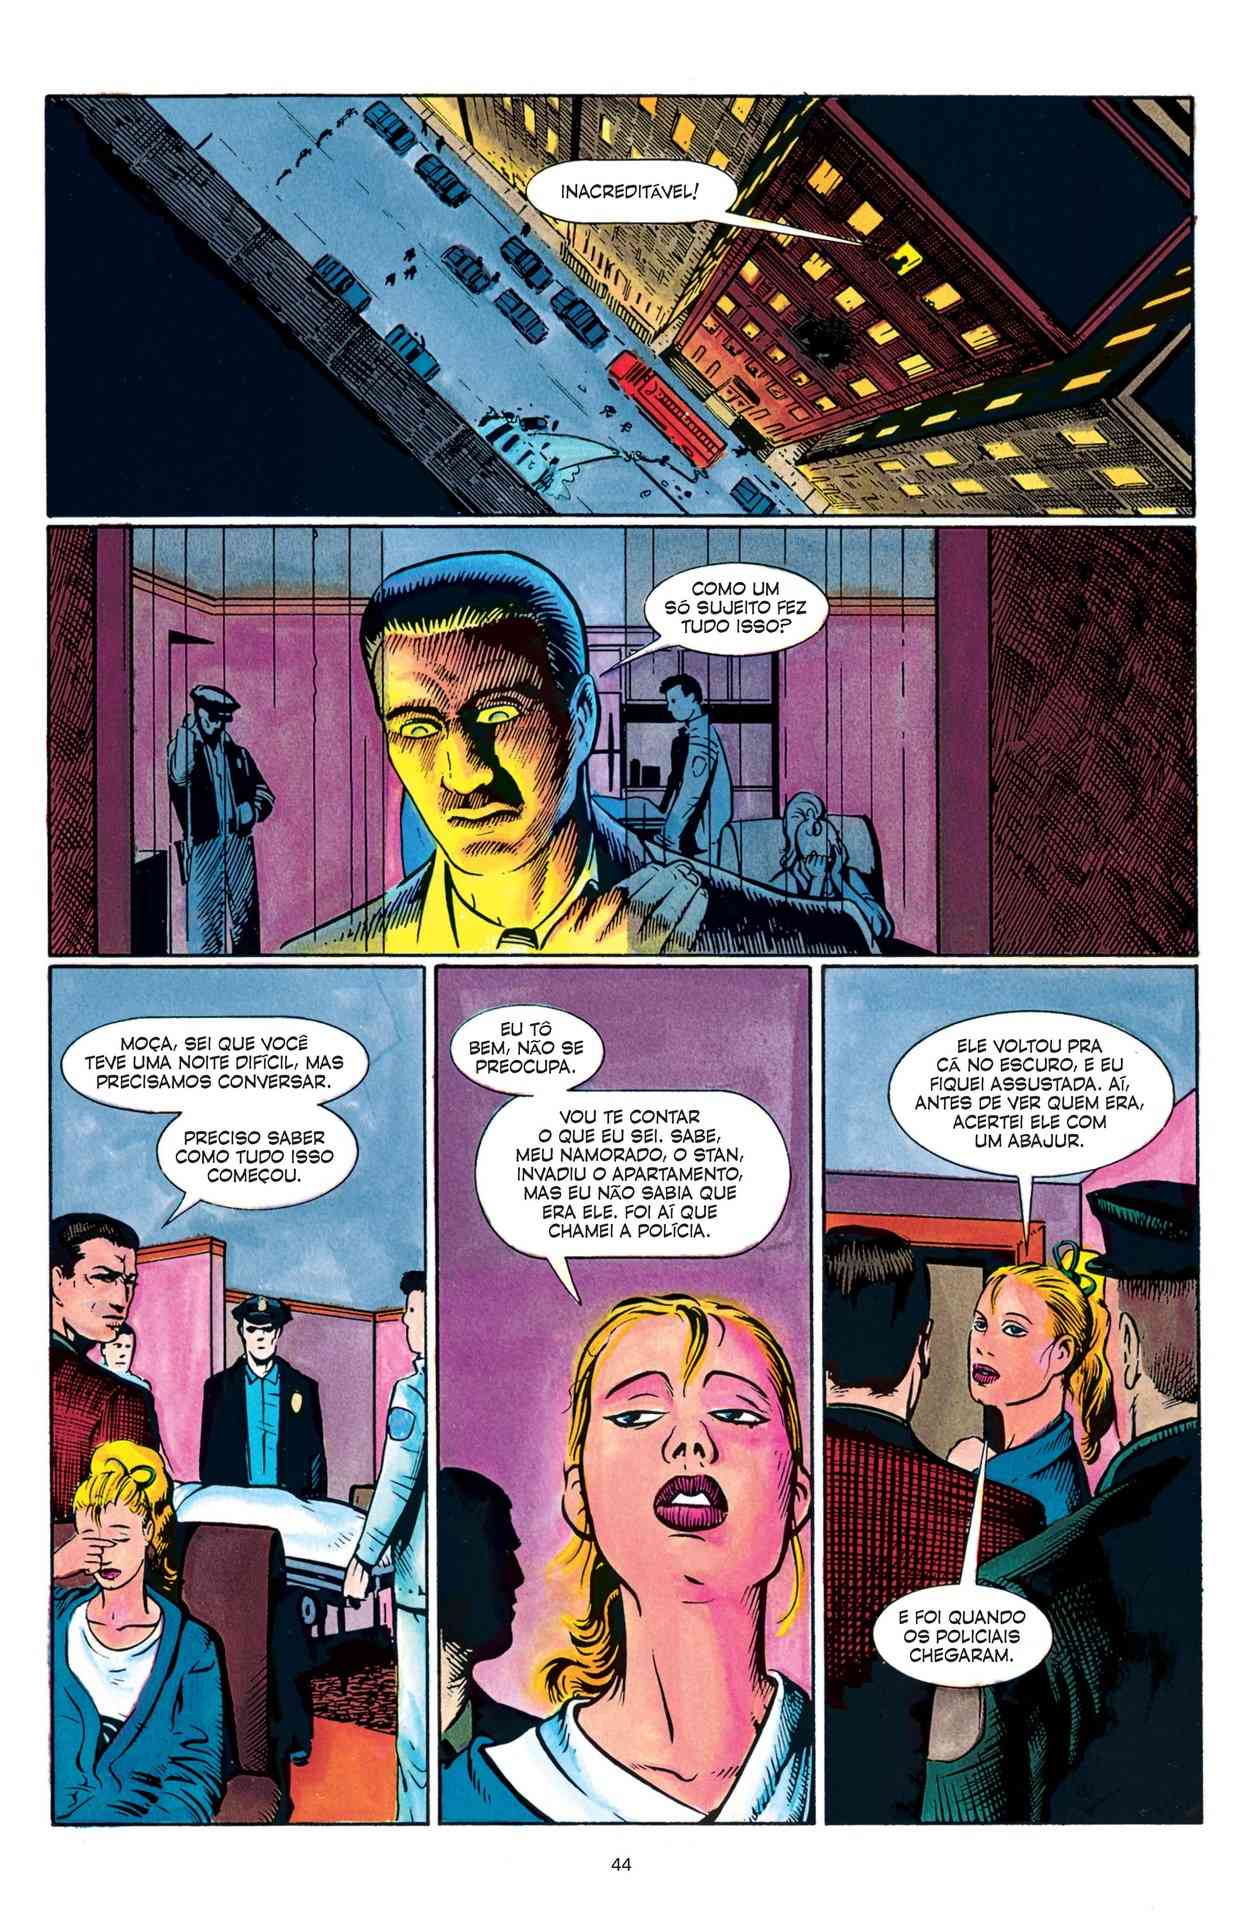 INACREDITÁVEL!
COMO UM
SÓ SUJEITO FEZ
TUDO ISSO?
MOÇA, SEI QUE VOCÊ
TEVE UMA NOITE DIFÍCIL, MAS
PRECISAMOS CONVERSAR.
PRECISO SABER
COMO TUDO ISSO
COMEÇOU.
EU TÔ
BEM, NÃO SE
PREOCUPA.
VOU TE CONTAR
O QUE EU SEI. SABE,
MEU NAMORADO, O STAN,
INVADIU O APARTAMENTO,
MAS EU NÃO SABIA QUE
ERA ELE. FOI AÍ QUE
CHAMEI A POLÍCIA.
ELE VOLTOU PRA
CÁ NO ESCURO, E EU
FIQUEI ASSUSTADA. AÍ,
ANTES DE VER QUEM ERA,
ACERTEI ELE COM
UM ABAJUR.
E FOI QUANDO
OS POLICIAIS
CHEGARAM.
44